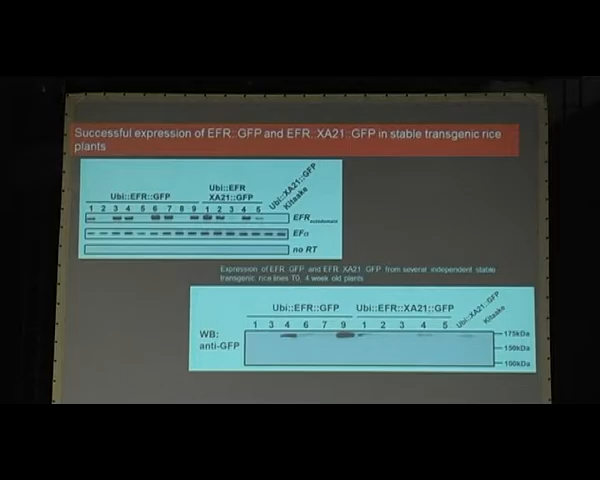 Successful expression of EFR::GFP and EFR::XA21::GFP in stable transgenic rice
plants
Ubi::EFR::GFP
Ubi::EFR
XA21::GFP
Ubi::XA21::GFP
Kitaake
1 2 3 4 5 6 7 8 9 1 2 3 4 5
EFR
EFα
no RT
Expression of EFR::GFP and EFR::XA21::GFP from several independent stable
transgenic rice lines T0, 4 week old plants
Ubi::EFR::GFP
Ubi::EFR::XA21::GFP
Ubi::XA21::GFP
Kitaake
1 3 4 6 7 9 1 2 3 4 5
WB:
anti-GFP
175kDa
150kDa
100kDa